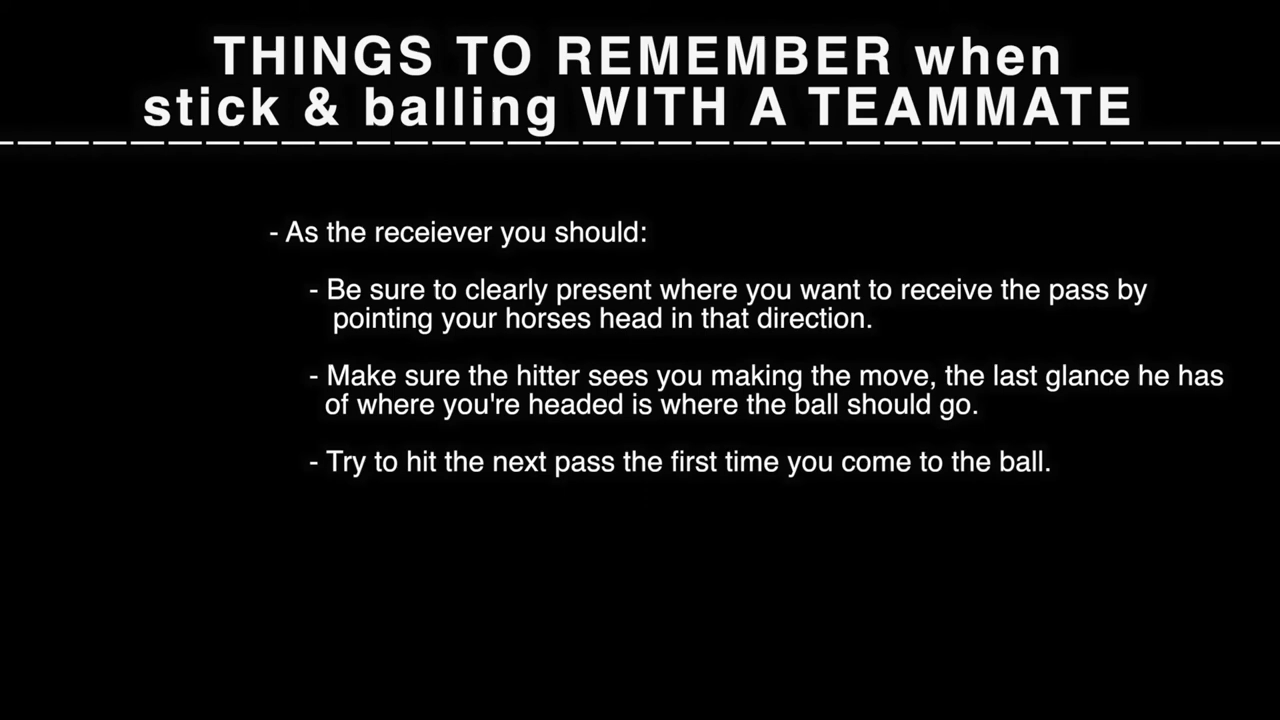 THINGS TO REMEMBER when
stick & balling WITH A TEAMMATE
- As the receiever you should:
- Be sure to clearly present where you want to receive the pass by
pointing your horses head in that direction.
- Make sure the hitter sees you making the move, the last glance he has
of where you're headed is where the ball should go.
- Try to hit the next pass the first time you come to the ball.